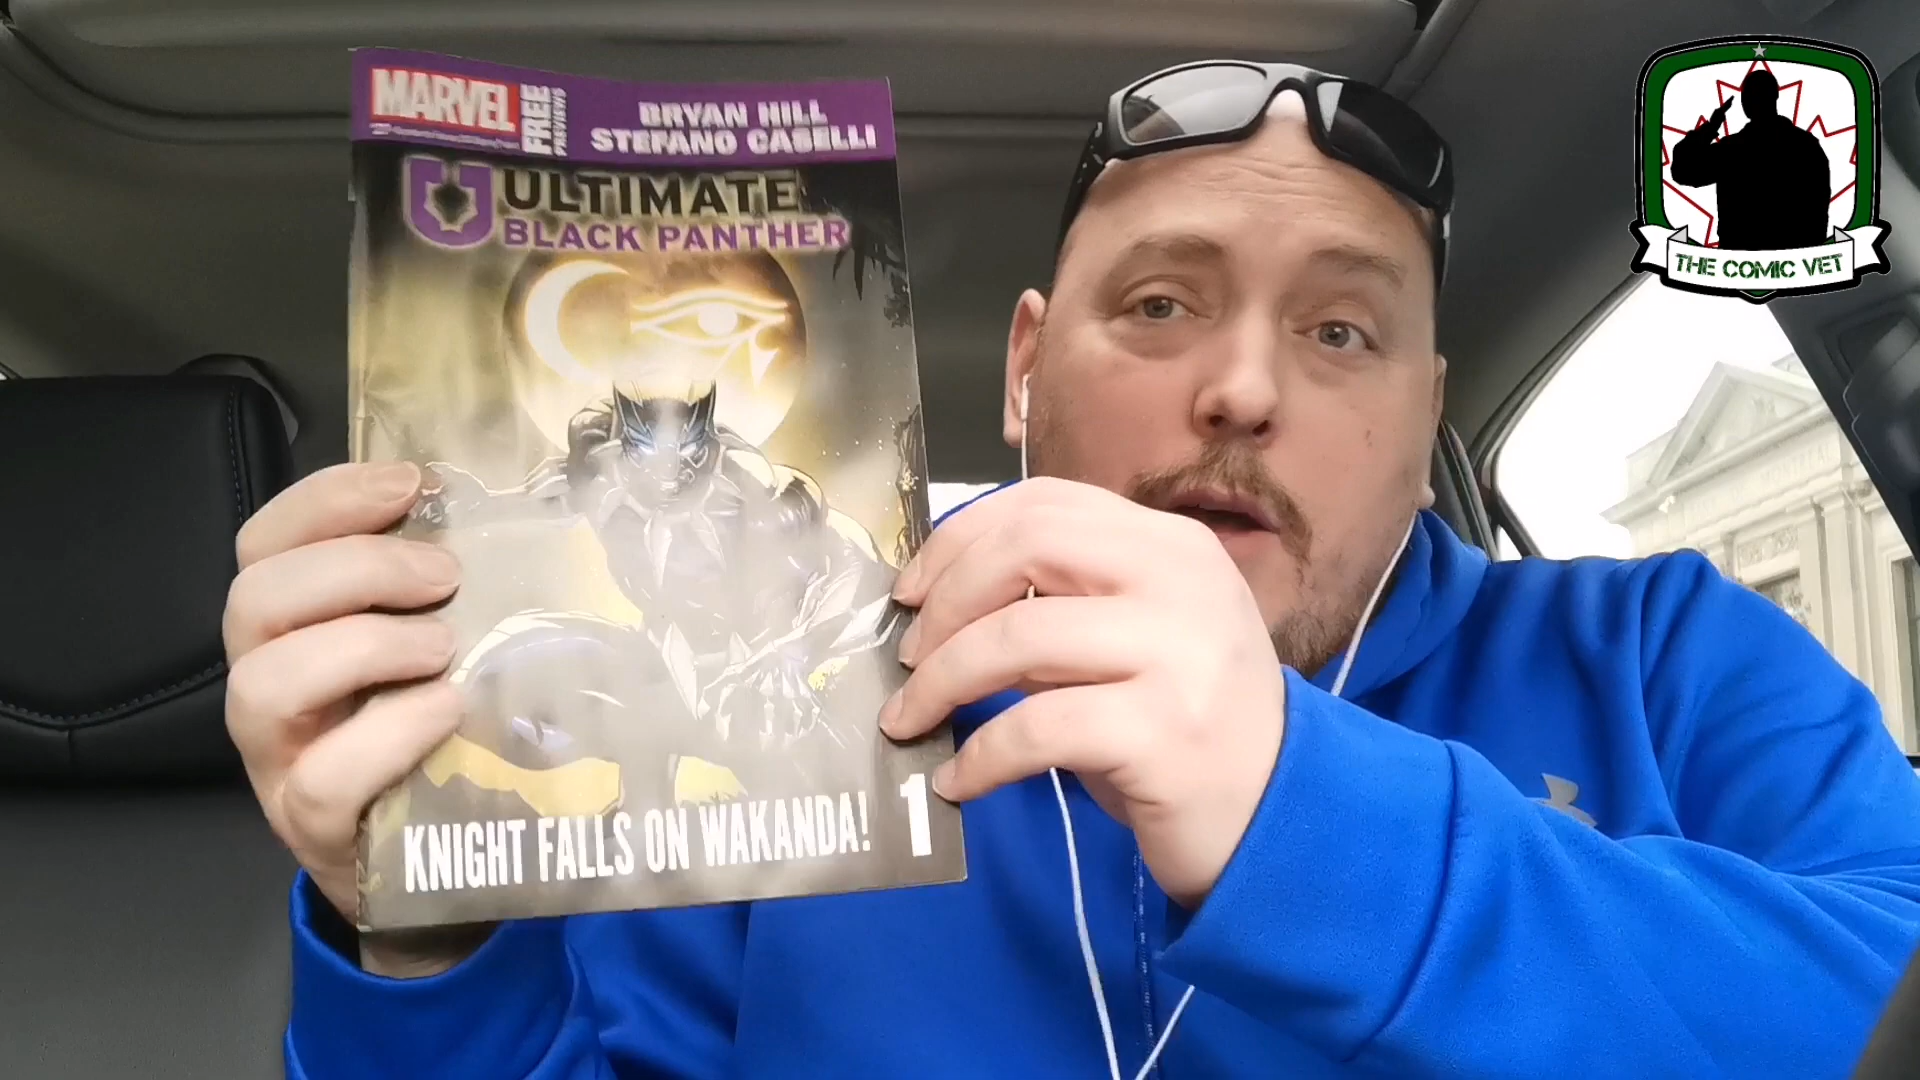 MARVEL
FREE
PREVIEWS
BRYAN HILL
STEFANO CASELLI
U ULTIMATE
BLACK PANTHER
KNIGHT FALLS ON WAKANDA!
1
THE COMIC VET